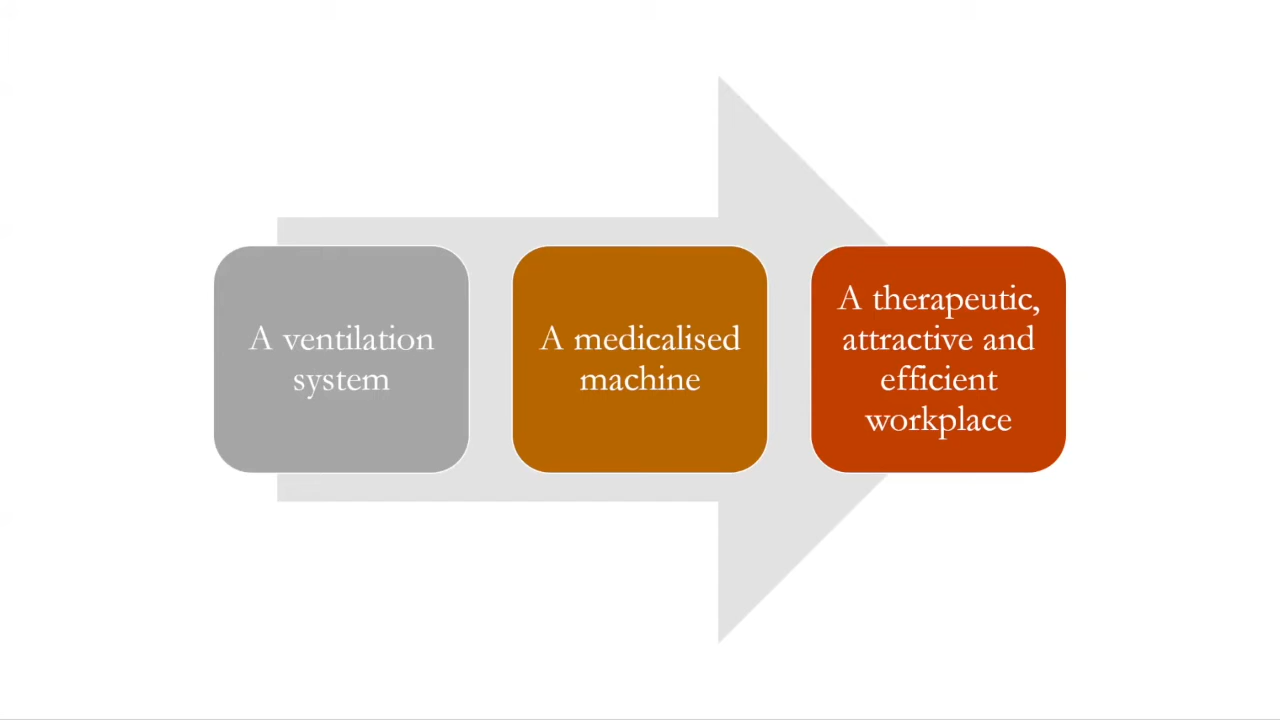 A ventilation
system
A medicalised
machine
A therapeutic,
attractive and
efficient
workplace